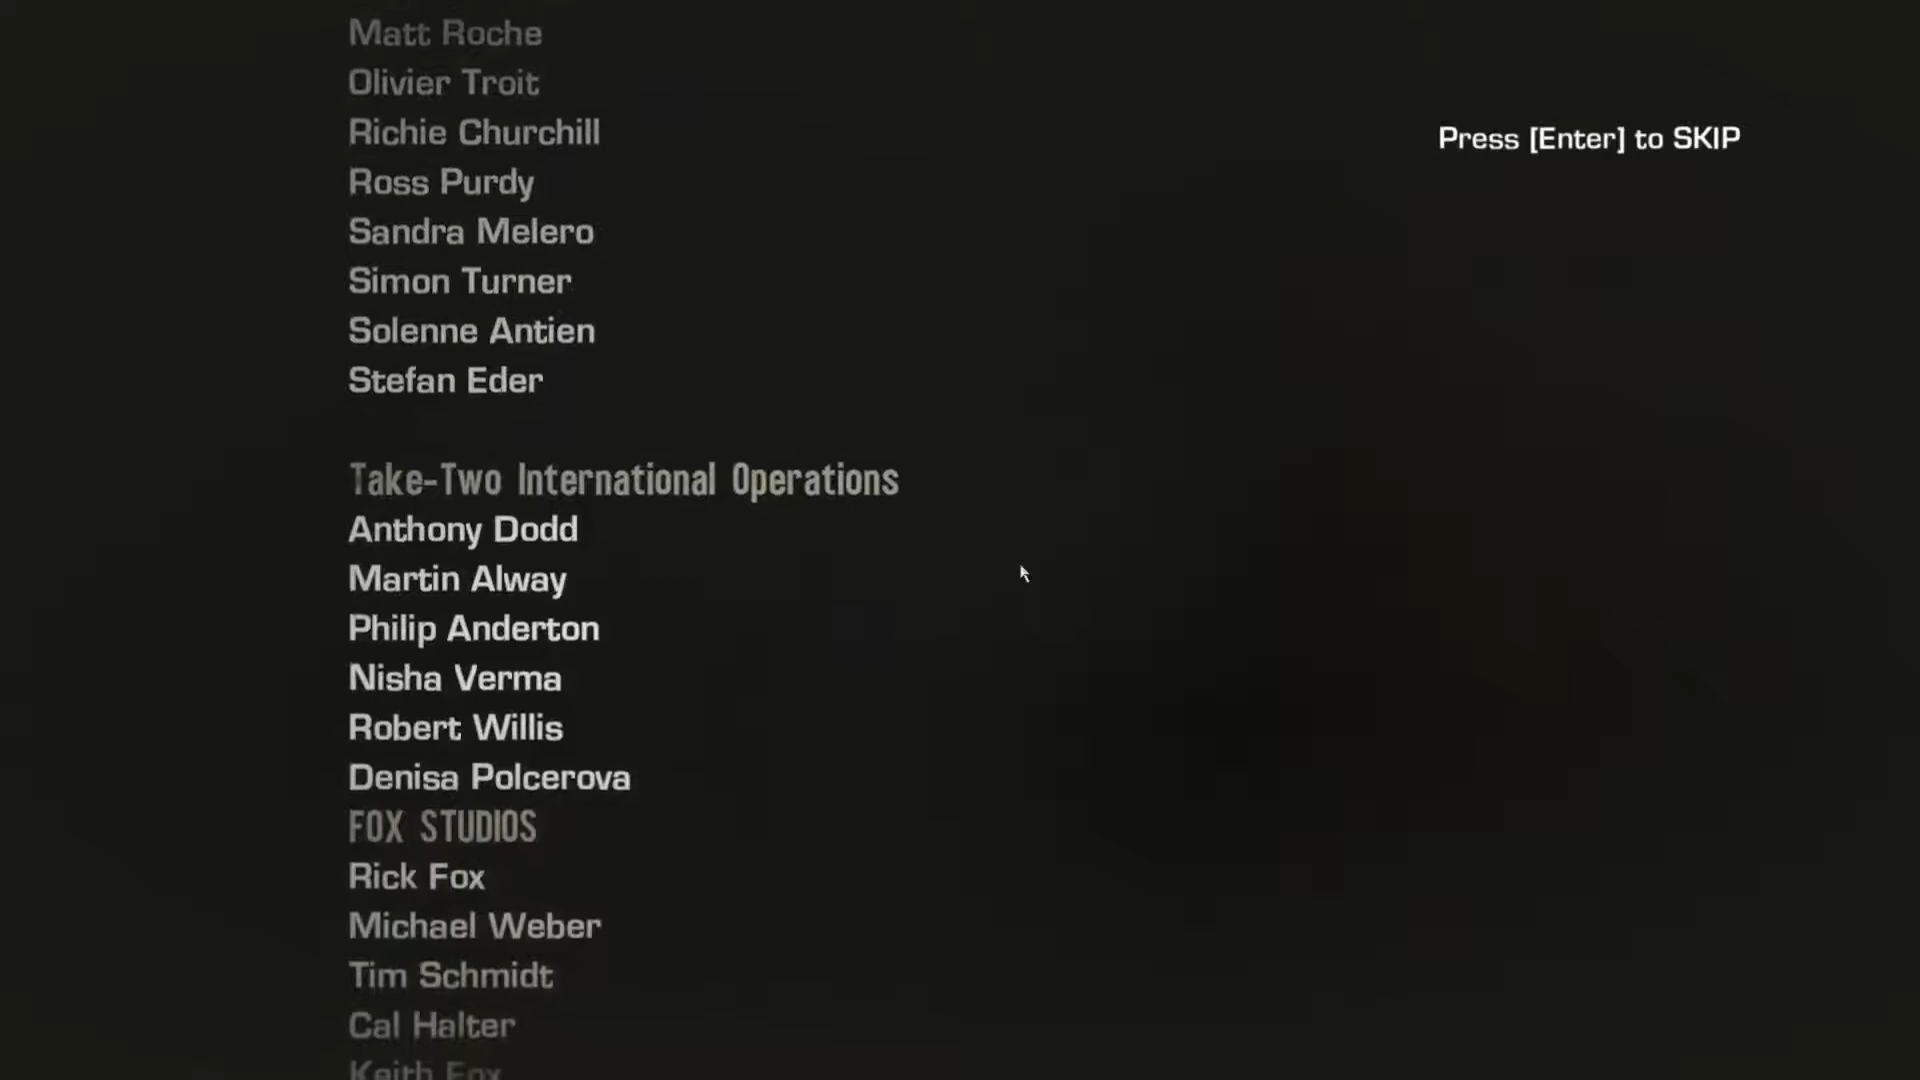 Matt Roche
Olivier Troit
Richie Churchill
Press [Enter] to SKIP
Ross Purdy
Sandra Melero
Simon Turner
Solenne Antien
Stefan Eder
Take-Two International Operations
Anthony Dodd
Martin Alway
Philip Anderton
Nisha Verma
Robert Willis
Denisa Polcerova
FOX STUDIOS
Rick Fox
Michael Weber
Tim Schmidt
Cal Halter
Keith Fox